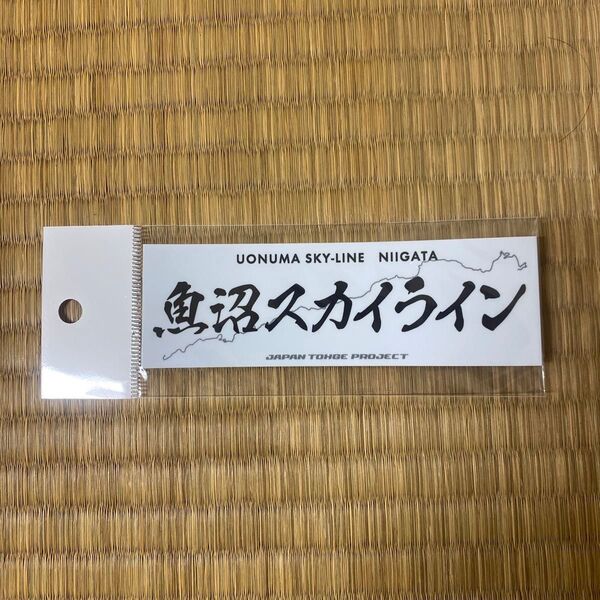 UONUMA SKY-LINE NIIGATA
魚沼スカイライン
JAPAN TOHGE PROJECT